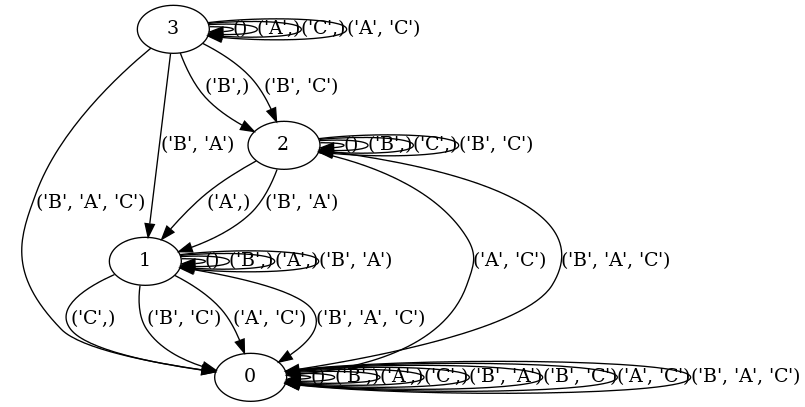 3 () ('A',) ('C',) ('A', 'C')
('B',) ('B', 'C')
('B', 'A') 2 () ('B',) ('C',) ('B', 'C')
('B', 'A', 'C') ('A',) ('B', 'A')
1 () ('B',) ('A',) ('B', 'A') ('A', 'C') ('B', 'A', 'C')
('C',) ('B', 'C') ('A', 'C') ('B', 'A', 'C')
0 () ('B',) ('A',) ('C',) ('B', 'A') ('B', 'C') ('A', 'C') ('B', 'A', 'C')